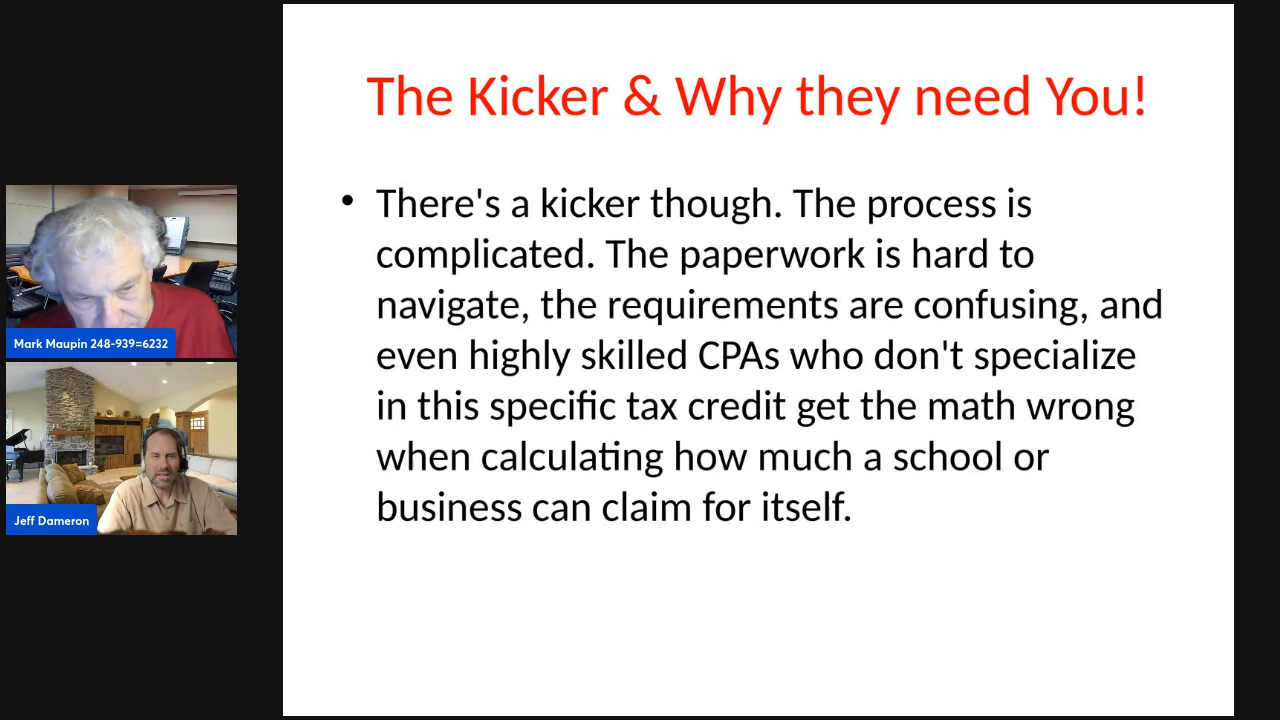 The Kicker & Why they need You!
• There's a kicker though. The process is
complicated. The paperwork is hard to
navigate, the requirements are confusing, and
even highly skilled CPAs who don't specialize
in this specific tax credit get the math wrong
when calculating how much a school or
business can claim for itself.
Mark Maupin 248-939=6232
Jeff Dameron